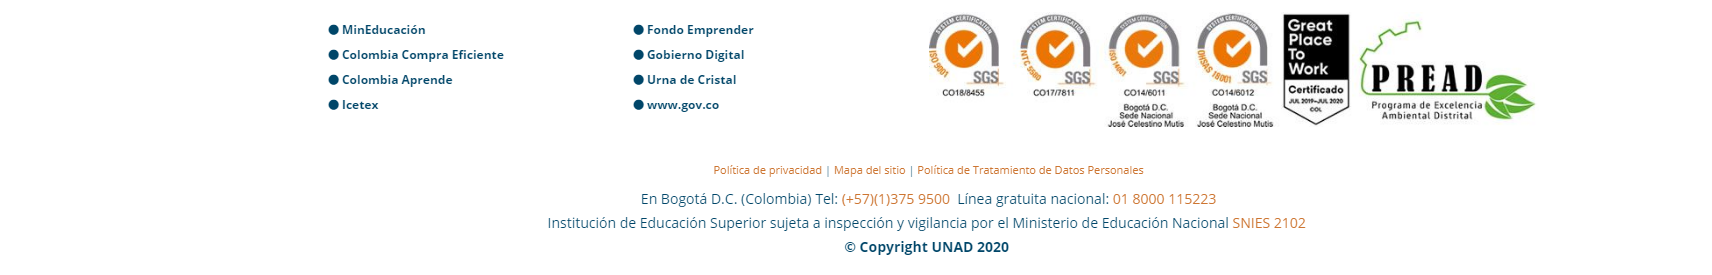 MinEducación
Colombia Compra Eficiente
Colombia Aprende
Icetex
Fondo Emprender
Gobierno Digital
Urna de Cristal
www.gov.co
SYSTEM CERTIFICATION
ISO 9001
SGS
CO18/8455
SYSTEM CERTIFICATION
NTC 5580
SGS
CO17/7811
SYSTEM CERTIFICATION
ISO 14001
SGS
CO14/6011
Bogotá D.C.
Sede Nacional
José Celestino Mutis
SYSTEM CERTIFICATION
OHSAS 18001
SGS
CO14/6012
Bogotá D.C.
Sede Nacional
José Celestino Mutis
Great
Place
To
Work
Certificado
JUL 2019-JUL 2020
COL
PREAD
Programa de Excelencia
Ambiental Distrital
Política de privacidad | Mapa del sitio | Política de Tratamiento de Datos Personales
En Bogotá D.C. (Colombia) Tel: (+57)(1)375 9500 Línea gratuita nacional: 01 8000 115223
Institución de Educación Superior sujeta a inspección y vigilancia por el Ministerio de Educación Nacional SNIES 2102
© Copyright UNAD 2020